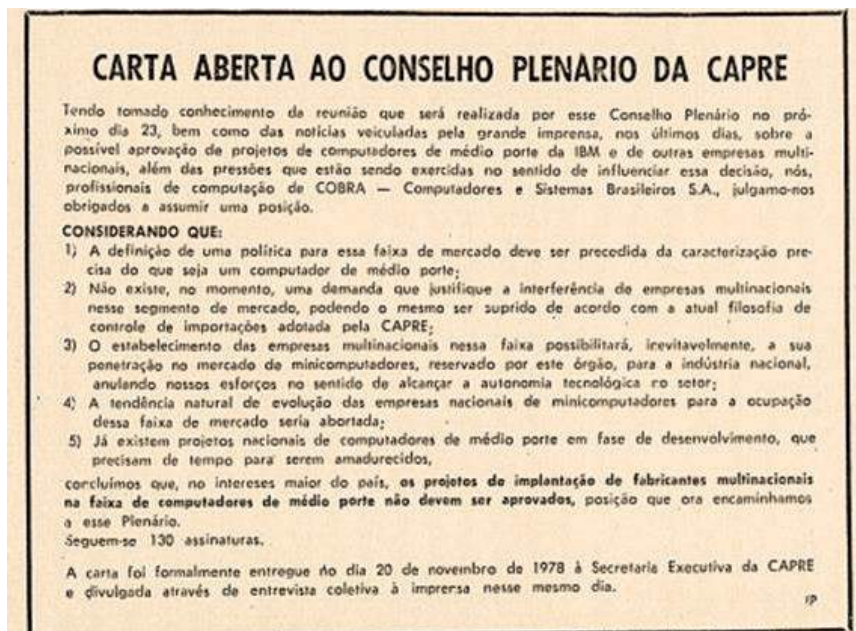 CARTA ABERTA AO CONSELHO PLENÁRIO DA CAPRE
Tendo tomado conhecimento da reunião que será realizada por esse Conselho Plenário no pró-
ximo dia 23, bem como das notícias veiculadas pela grande imprensa, nos últimos dias, sobre a
possível aprovação de projetos de computadores de médio porte da IBM e de outras empresas multi-
nacionais, além das pressões que estão sendo exercidas no sentido de influenciar essa decisão, nós,
profissionais de computação de COBRA — Computadores e Sistemas Brasileiros S.A., julgamo-nos
obrigados a assumir uma posição.
CONSIDERANDO QUE:
1) A definição de uma política para essa faixa de mercado deve ser precedida da caracterização pre-
cisa do que seja um computador de médio porte;
2) Não existe, no momento, uma demanda que justifique a interferência de empresas multinacionais
nesse segmento de mercado, podendo o mesmo ser suprido de acordo com a atual filosofia de
controle de importações adotada pela CAPRE;
3) O estabelecimento das empresas multinacionais nessa faixa possibilitará, irevitavelmente, a sua
penetração no mercado de minicomputadores, reservado por este órgão, para a indústria nacional,
anulando nossos esforços no sentido de alcançar a autonomia tecnológica no setor;
4) A tendência natural de evolução das empresas nacionais de minicomputadores para a ocupação
dessa faixa de mercado seria abortada;
5) Já existem projetos nacionais de computadores de médio porte em fase de desenvolvimento, que
precisam de tempo para serem amadurecidos,
concluímos que, no intereses maior do país, os projetos de implantação de fabricantes multinacionais
na faixa de computadores de médio porte não devem ser aprovados, posição que ora encaminhamos
a esse Plenário.
Seguem-se 130 assinaturas.
A carta foi formalmente entregue no dia 20 de novembro de 1978 à Secretaria Executiva da CAPRE
e divulgada através de entrevista coletiva à imprensa nesse mesmo dia.
IP